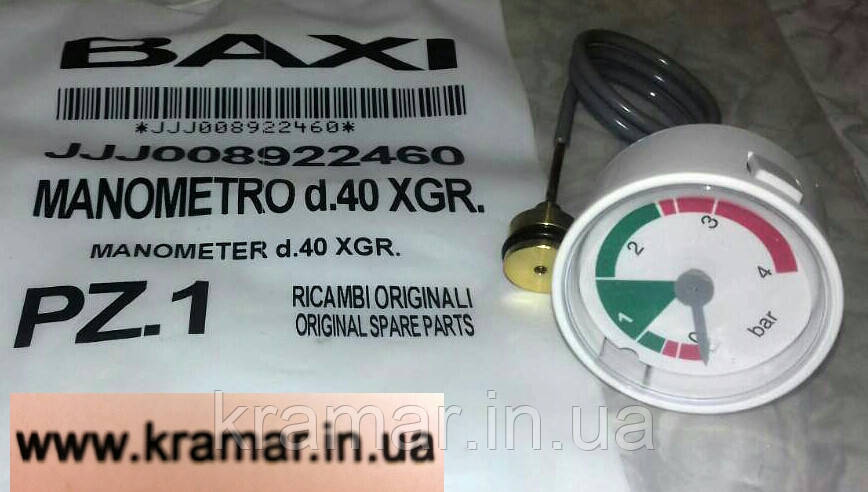 BAXI
*JJJ008922460*
JJJ008922460
MANOMETRO d.40 XGR.
MANOMETER d.40 XGR.
PZ.1
RICAMBI ORIGINALI
ORIGINAL SPARE PARTS
0 1 2 3 4
bar
kramar.in.ua
www.kramar.in.ua